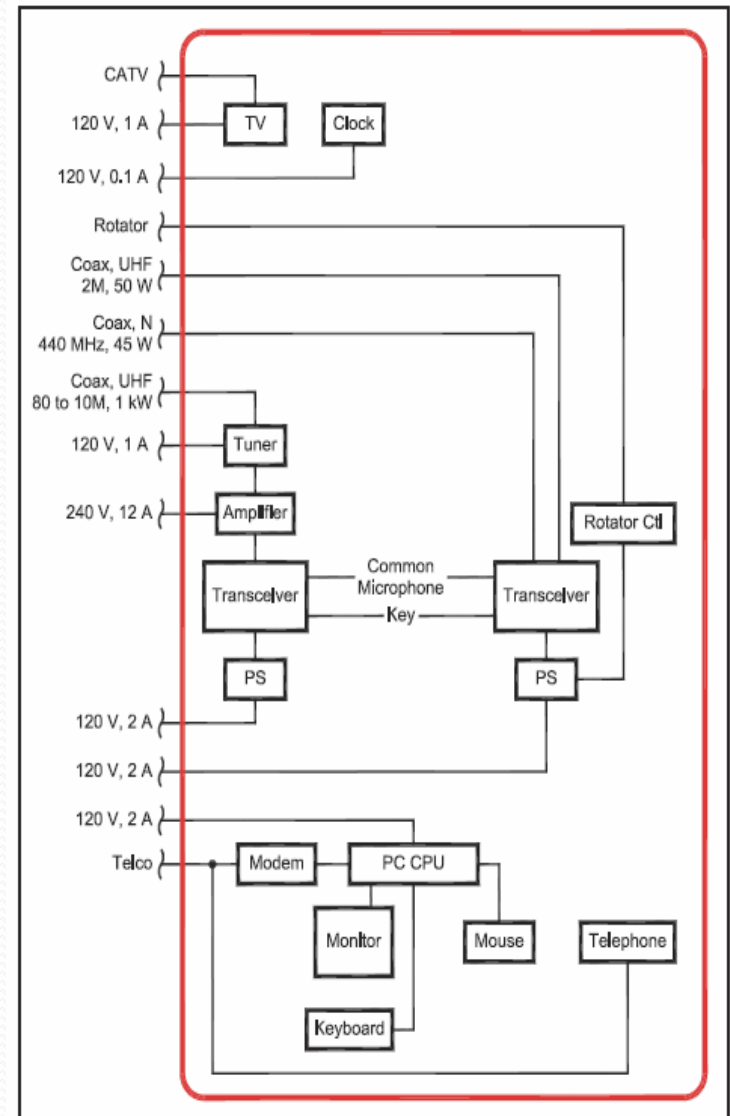 CATV
120 V, 1 A
TV
Clock
120 V, 0.1 A
Rotator
Coax, UHF
2M, 50 W
Coax, N
440 MHz, 45 W
Coax, UHF
80 to 10M, 1 kW
120 V, 1 A
Tuner
240 V, 12 A
Amplifier
Rotator Ctl
Transceiver
Common
Microphone
Key
Transceiver
PS
PS
120 V, 2 A
120 V, 2 A
120 V, 2 A
Telco
Modem
PC CPU
Monitor
Mouse
Telephone
Keyboard